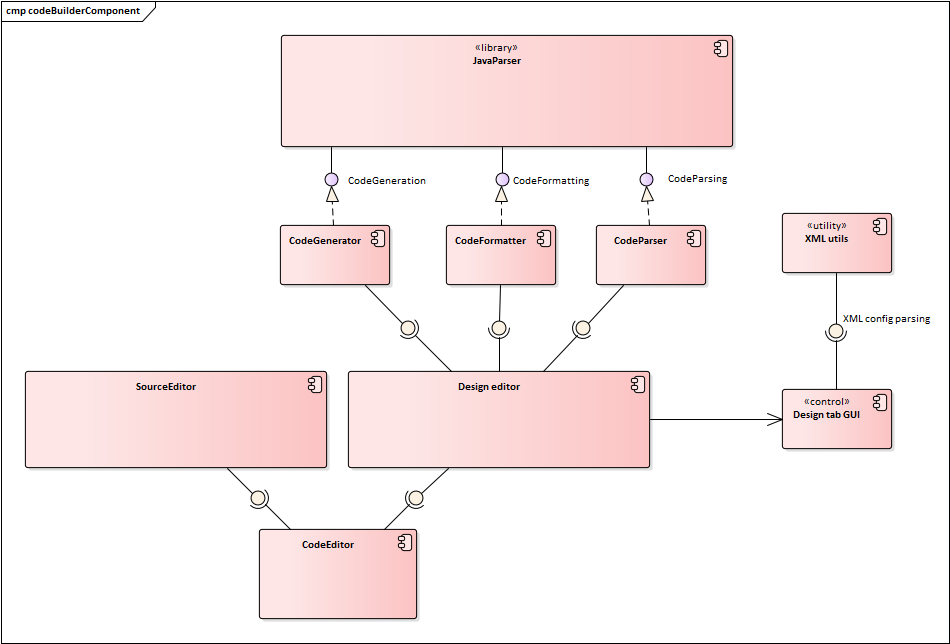 cmp codeBuilderComponent
«library»
JavaParser
CodeGeneration
CodeFormatting
CodeParsing
CodeGenerator
CodeFormatter
CodeParser
«utility»
XML utils
XML config parsing
SourceEditor
Design editor
«control»
Design tab GUI
CodeEditor